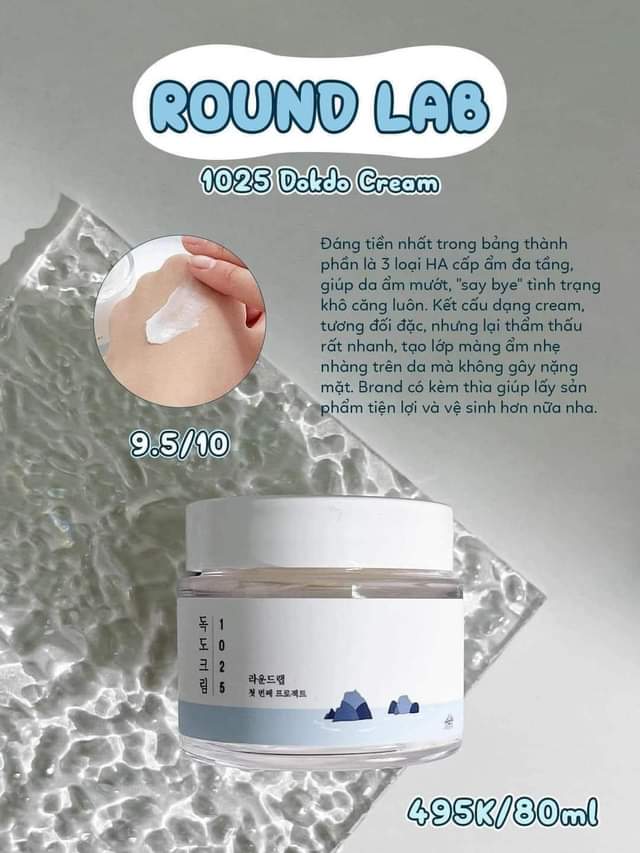 ROUND LAB
1025 Dokdo Cream
Đáng tiền nhất trong bảng thành
phần là 3 loại HA cấp ẩm đa tầng,
giúp da ẩm mướt, "say bye" tình trạng
khô căng luôn. Kết cấu dạng cream,
tương đối đặc, nhưng lại thẩm thấu
rất nhanh, tạo lớp màng ẩm nhẹ
nhàng trên da mà không gây nặng
mặt. Brand có kèm thìa giúp lấy sản
phẩm tiện lợi và vệ sinh hơn nữa nha.
9.5/10
독도크림
1025
라운드랩
첫 번째 프로젝트
495K/80ml